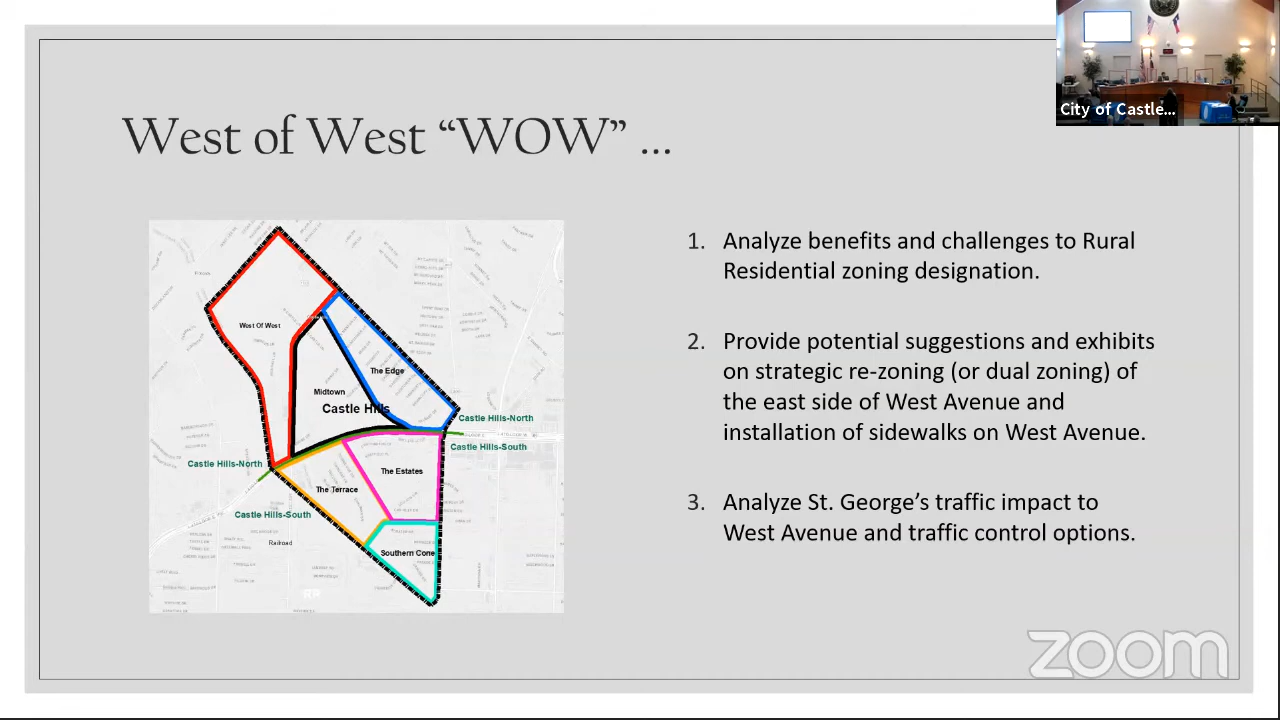 City of Castle...
West of West “WOW” ...
West Of West
The Edge
Midtown
Castle Hills
Castle Hills-North
Castle Hills-South
Castle Hills-North
The Estates
The Terrace
Castle Hills-South
Railroad
Southern Cone
1. Analyze benefits and challenges to Rural
Residential zoning designation.
2. Provide potential suggestions and exhibits
on strategic re-zoning (or dual zoning) of
the east side of West Avenue and
installation of sidewalks on West Avenue.
3. Analyze St. George’s traffic impact to
West Avenue and traffic control options.
zoom